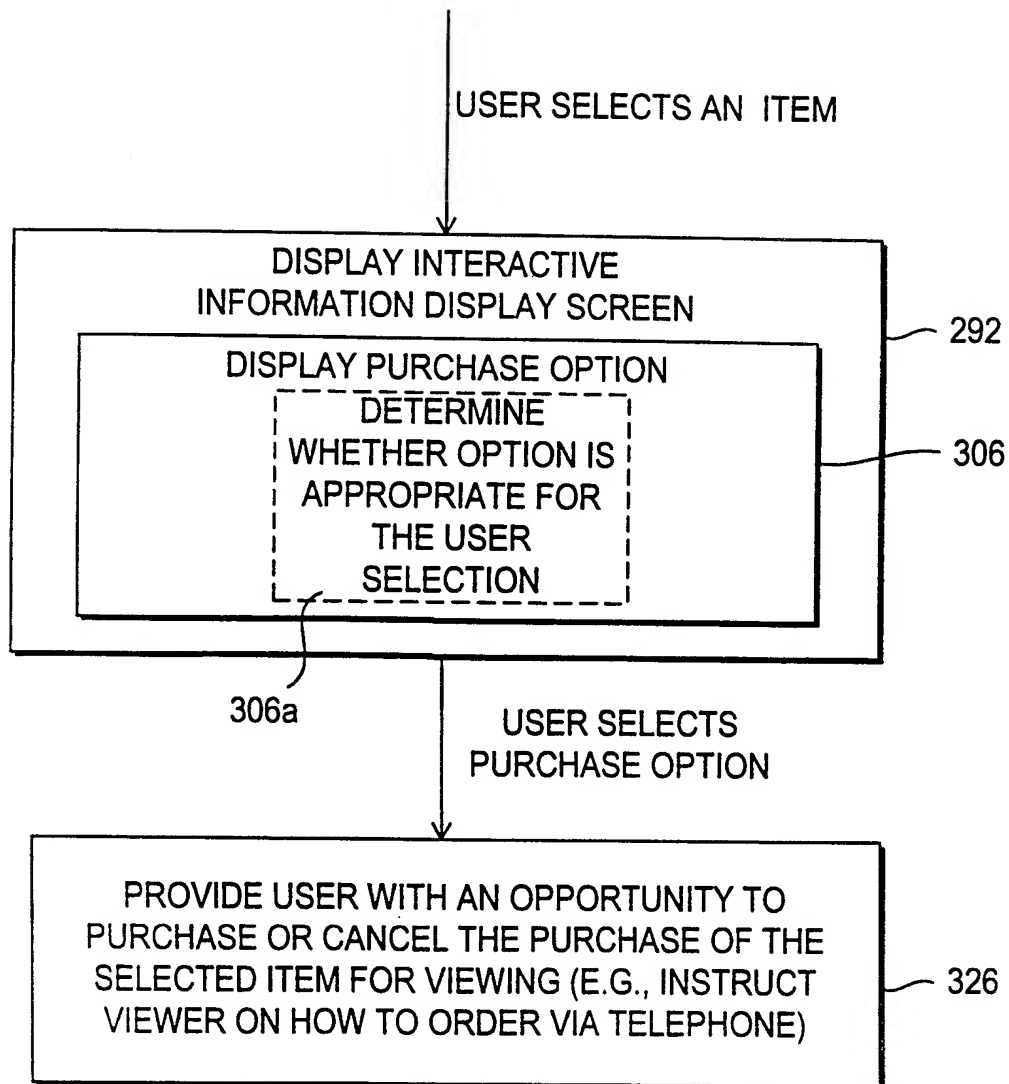 USER SELECTS AN ITEM
DISPLAY INTERACTIVE
INFORMATION DISPLAY SCREEN
292
DISPLAY PURCHASE OPTION
DETERMINE
WHETHER OPTION IS
APPROPRIATE FOR
THE USER
SELECTION
306
306a
USER SELECTS
PURCHASE OPTION
PROVIDE USER WITH AN OPPORTUNITY TO
PURCHASE OR CANCEL THE PURCHASE OF THE
SELECTED ITEM FOR VIEWING (E.G., INSTRUCT
VIEWER ON HOW TO ORDER VIA TELEPHONE)
326